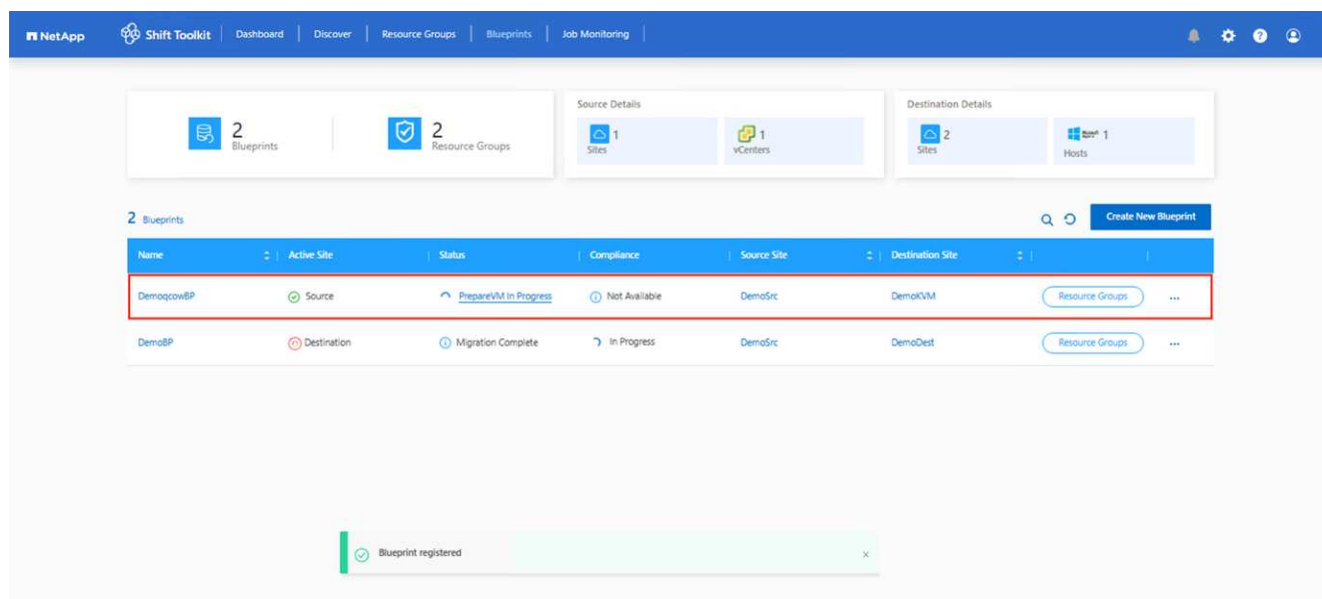 NetApp Shift Toolkit Dashboard Discover Resource Groups Blueprints Job Monitoring
Source Details Destination Details
2 Blueprints 2 Resource Groups 1 Sites 1 vCenters 2 Sites 1 Hosts
2 Blueprints Create New Blueprint
Name Active Site Status Compliance Source Site Destination Site
DemoqcowBP Source PrepareVM In Progress Not Available DemoSrc DemoKVM Resource Groups ...
DemoBP Destination Migration Complete In Progress DemoSrc DemoDest Resource Groups ...
Blueprint registered